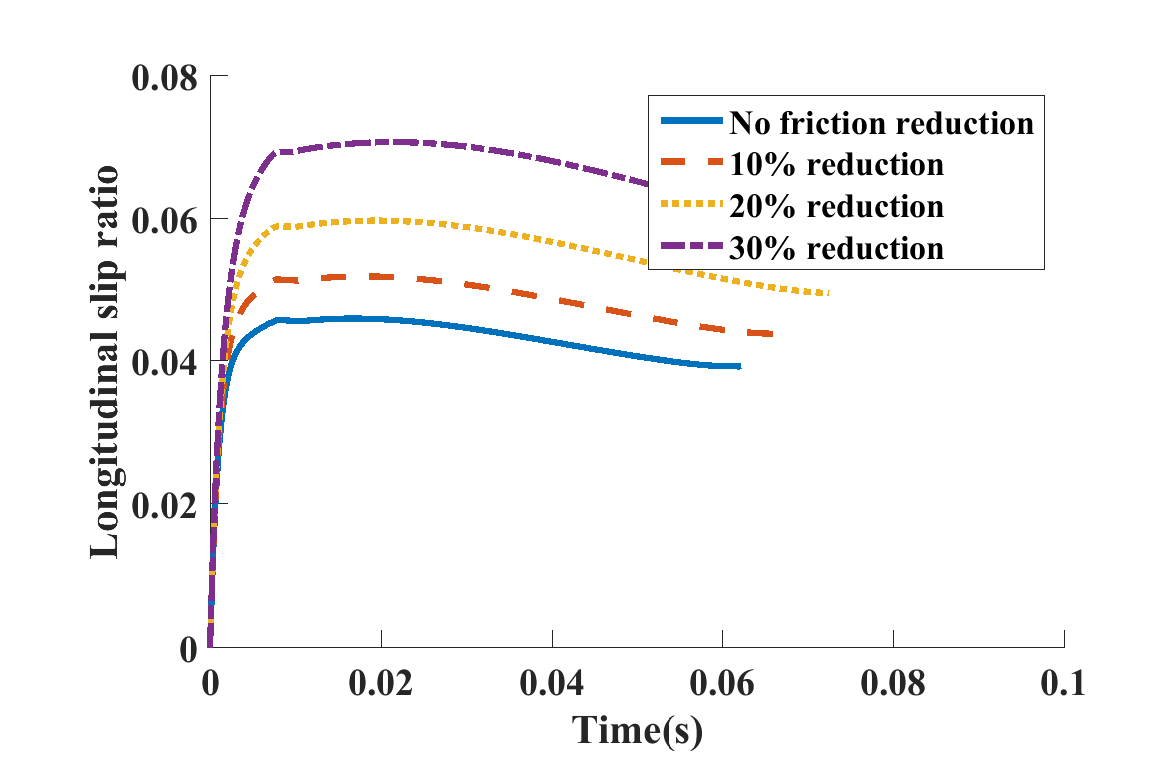 0.08
0.06
0.04
0.02
0
Longitudinal slip ratio
No friction reduction
10% reduction
20% reduction
30% reduction
0 0.02 0.04 0.06 0.08 0.1
Time(s)